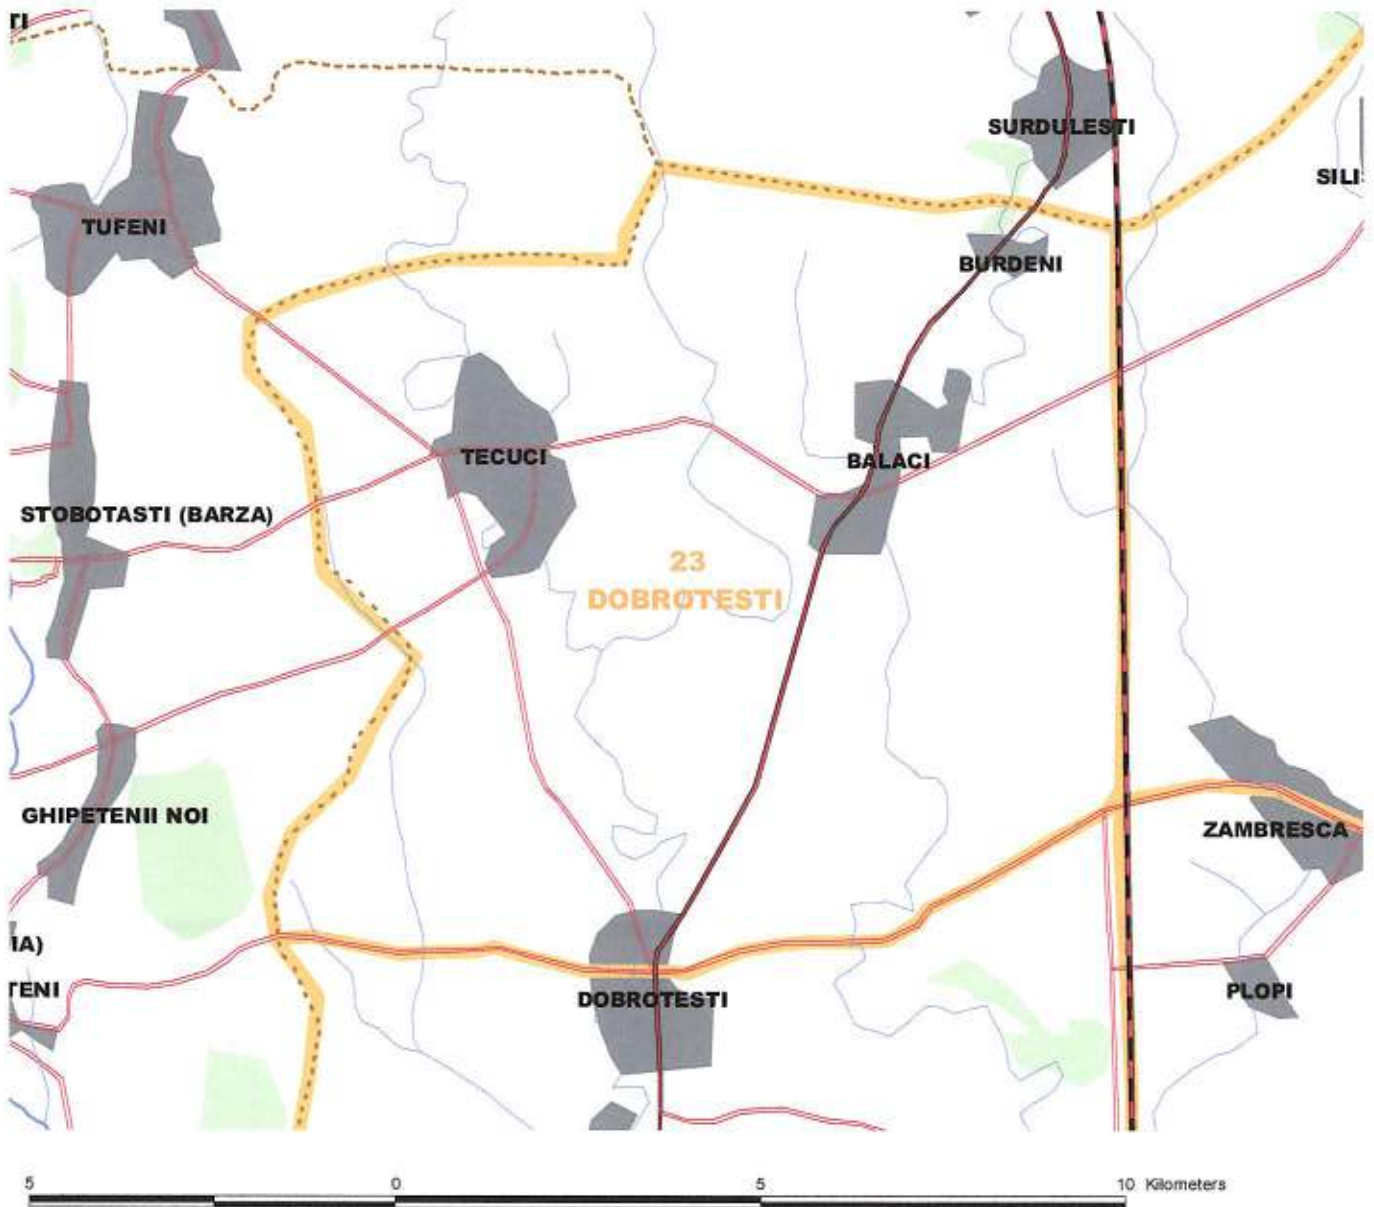 TI
SURDULESTI
SILI
TUFENI
BURDENI
TECUCI
BALACI
STOBOTASTI (BARZA)
23
DOBROTESTI
GHIPETENII NOI
ZAMBRESCA
IA)
TENI
DOBROTESTI
PLOPI
5 0 5 10 Kilometers